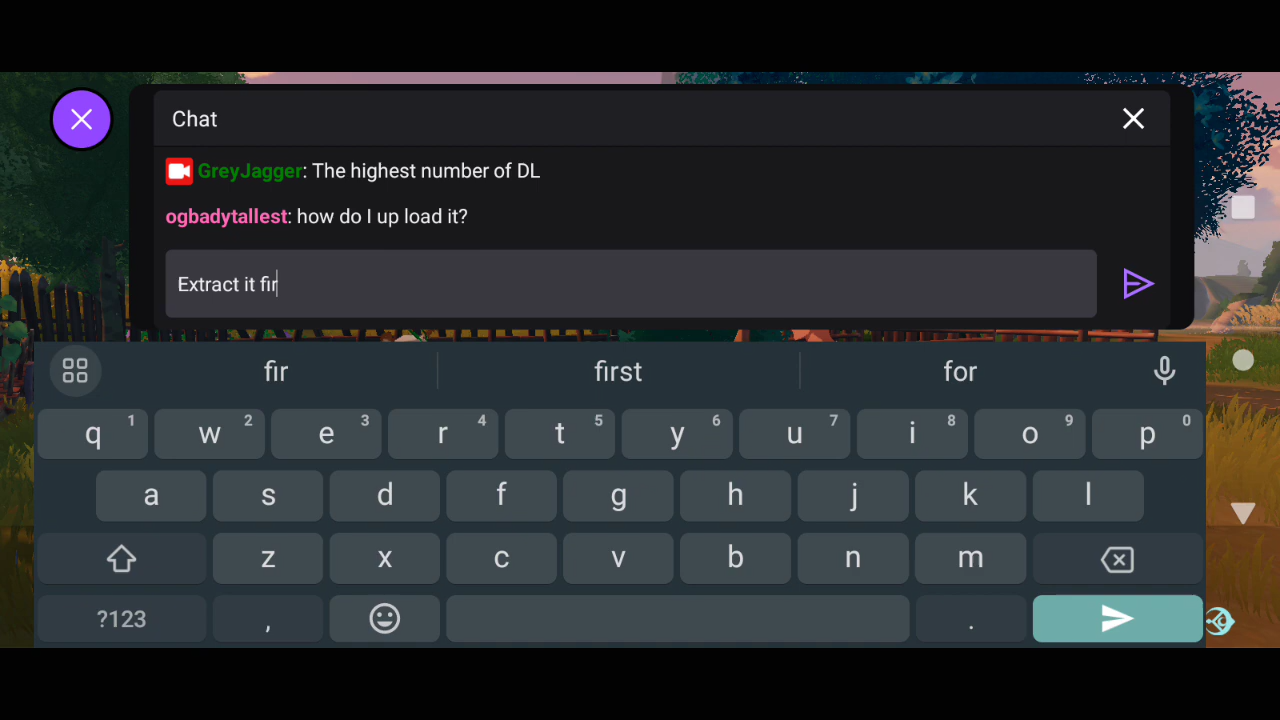 Chat
GreyJagger: The highest number of DL
ogbadytallest: how do I up load it?
Extract it fir
fir first for
q 1 w 2 e 3 r 4 t 5 y 6 u 7 i 8 o 9 p 0
a s d f g h j k l
z x c v b n m
?123 , .